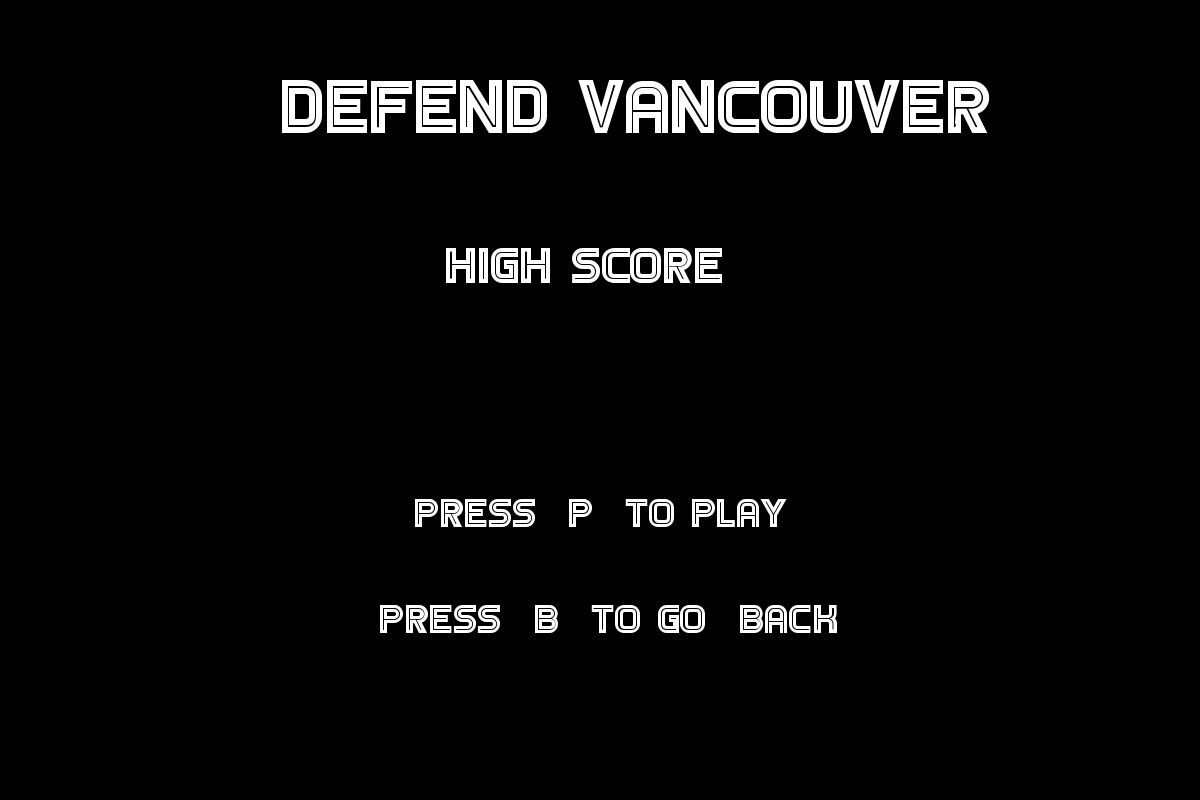 DEFEND VANCOUVER
HIGH SCORE
PRESS P TO PLAY
PRESS B TO GO BACK